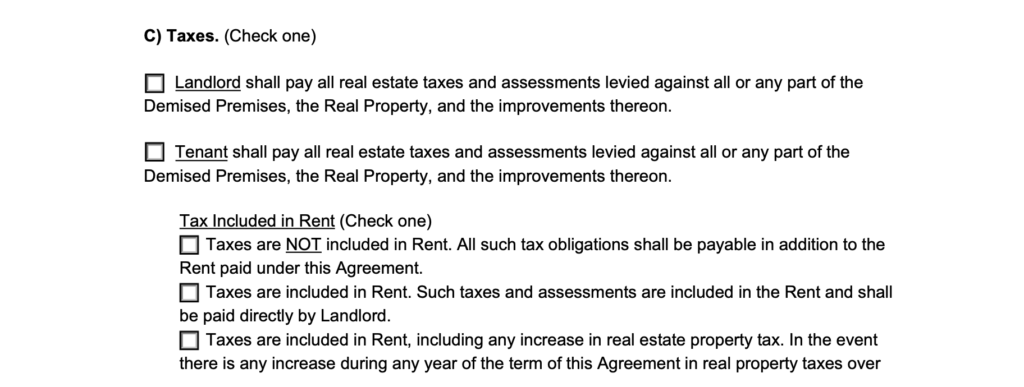 C) Taxes. (Check one)
Landlord shall pay all real estate taxes and assessments levied against all or any part of the
Demised Premises, the Real Property, and the improvements thereon.
Tenant shall pay all real estate taxes and assessments levied against all or any part of the
Demised Premises, the Real Property, and the improvements thereon.
Tax Included in Rent (Check one)
Taxes are NOT included in Rent. All such tax obligations shall be payable in addition to the
Rent paid under this Agreement.
Taxes are included in Rent. Such taxes and assessments are included in the Rent and shall
be paid directly by Landlord.
Taxes are included in Rent, including any increase in real estate property tax. In the event
there is any increase during any year of the term of this Agreement in real property taxes over